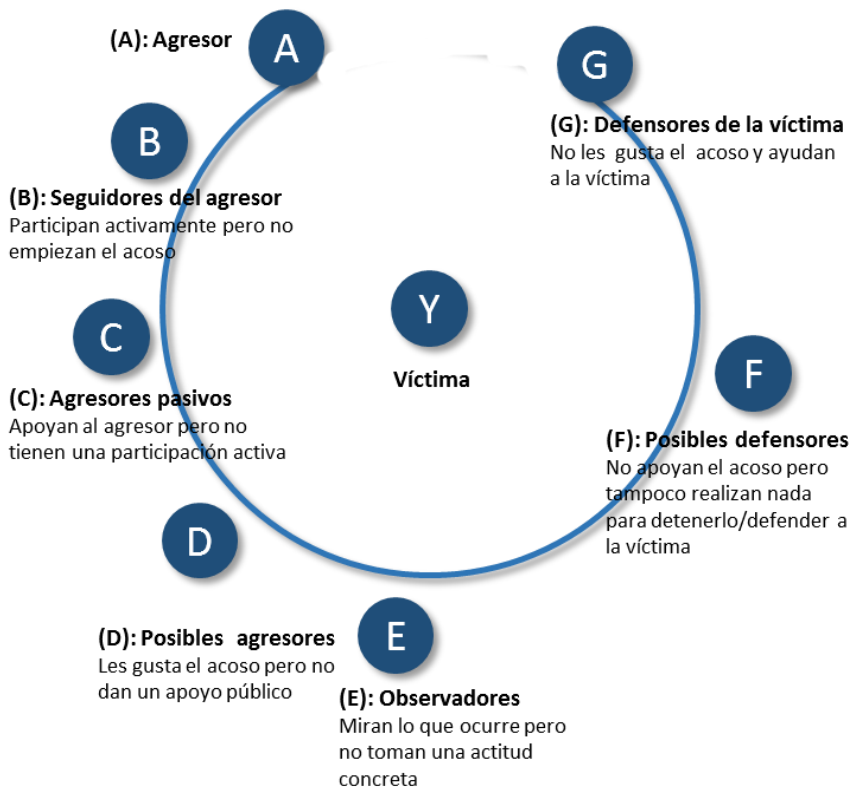 (A): Agresor
A
G
(G): Defensores de la víctima
No les gusta el acoso y ayudan
a la víctima
B
(B): Seguidores del agresor
Participan activamente pero no
empiezan el acoso
Y
Víctima
C
(C): Agresores pasivos
Apoyan al agresor pero no
tienen una participación activa
F
(F): Posibles defensores
No apoyan el acoso pero
tampoco realizan nada
para detenerlo/defender a
la víctima
D
(D): Posibles agresores
Les gusta el acoso pero no
dan un apoyo público
E
(E): Observadores
Miran lo que ocurre pero
no toman una actitud
concreta